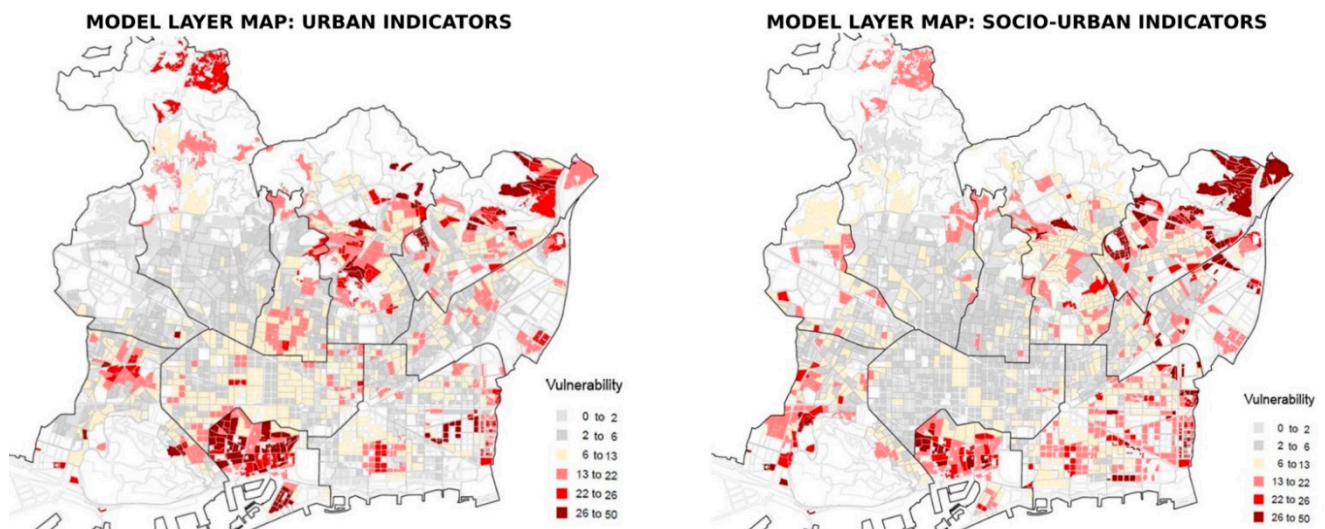 MODEL LAYER MAP: URBAN INDICATORS
Vulnerability
0 to 2
2 to 6
6 to 13
13 to 22
22 to 26
26 to 50
MODEL LAYER MAP: SOCIO-URBAN INDICATORS
Vulnerability
0 to 2
2 to 6
6 to 13
13 to 22
22 to 26
26 to 50